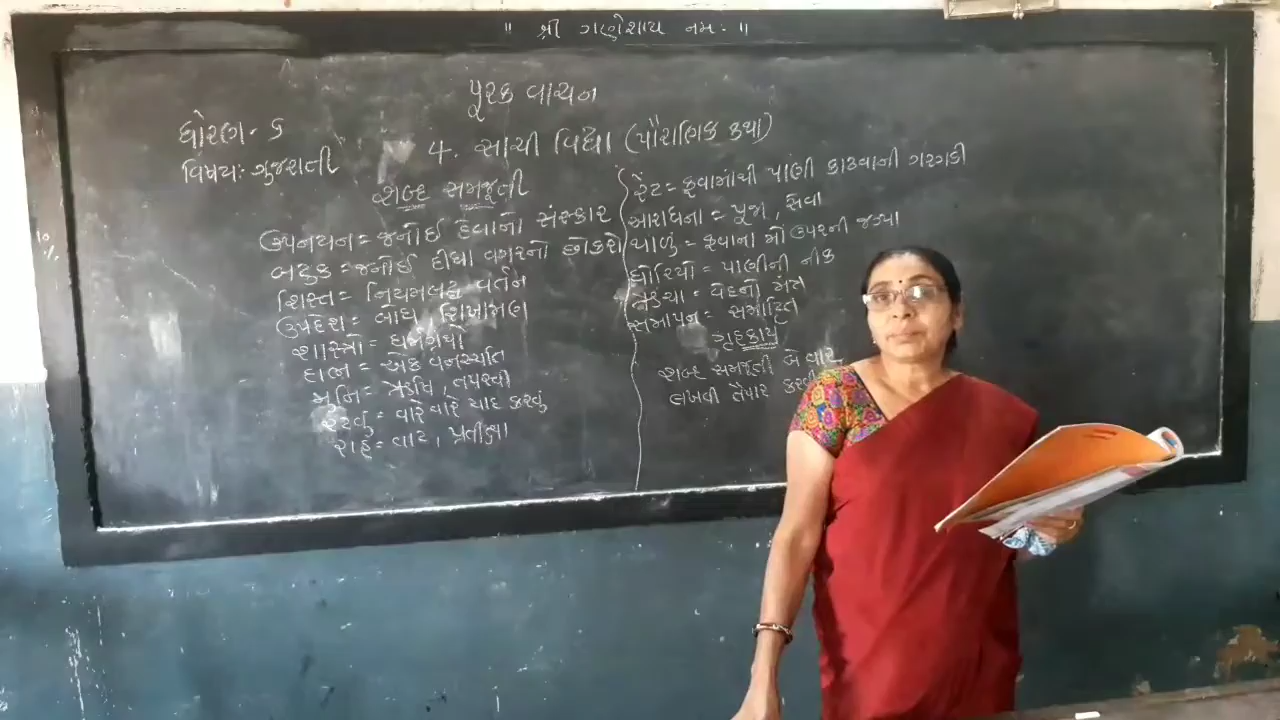 ॥ શ્રી ગણેશાય નમઃ ॥
પૂરક વાચન
ધોરણ- ૬
4. સાચી વિદ્યા (પૌરાણિક કથા)
વિષયઃ ગુજરાતી
શબ્દ સમજૂતી
ઉપનયન = જનોઈ દેવાનો સંસ્કાર
બટુક = જનોઈ દીધા વગરનો છોકરો
શિસ્ત = નિયમબદ્ધ વર્તન
ઉપદેશ = બોધ, શિખામણ
શાસ્ત્રો = ધર્મગ્રંથો
દાભ = એક વનસ્પતિ
મુનિ = ઋષિ, તપસ્વી
રટવું = વારંવારે યાદ કરવું
રાહ = વાટ, પ્રતીક્ષા
રેંટ = કૂવામાંથી પાણી કાઢવાની ગરગડી
આરાધના = પૂજા, સેવા
થાળું = કૂવાના મોં ઉપરની જગ્યા
ધોરિયો = પાણીની નીક
ઋચા = વેદનો મંત્ર
સમાપન = સમાપ્તિ
ગૃહકાર્ય
શબ્દ સમજૂતી બે વાર
લખવી તૈયાર કરવી